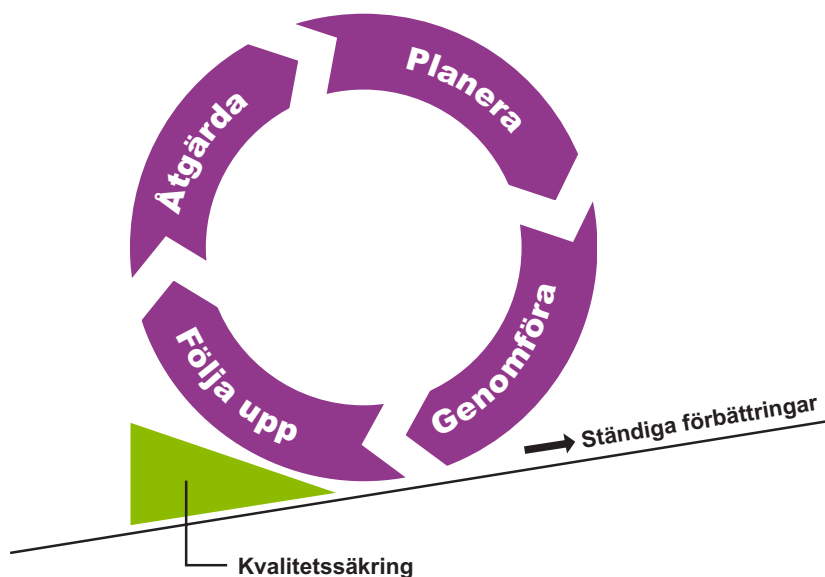 Planera
Genomföra
Följa upp
Åtgärda
Ständiga förbättringar
Kvalitetssäkring